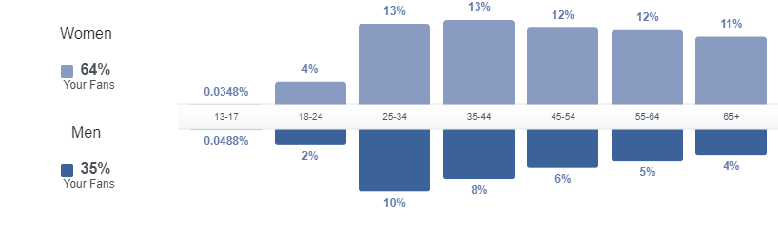 Women
64%
Your Fans
13% 13% 12% 12% 11%
4%
0.0348%
13-17 18-24 25-34 35-44 45-54 55-64 65+
Men
35%
Your Fans
0.0488%
2%
10%
8%
6%
5%
4%